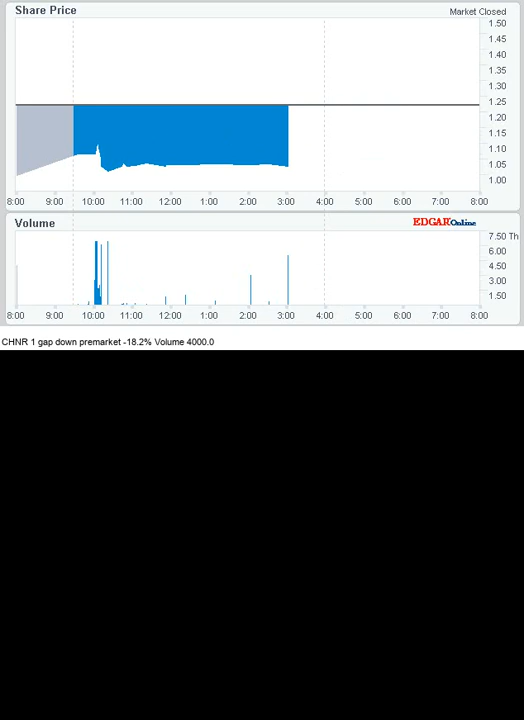 Share Price
Market Closed
1.50
1.45
1.40
1.35
1.30
1.25
1.20
1.15
1.10
1.05
1.00
8:00 9:00 10:00 11:00 12:00 1:00 2:00 3:00 4:00 5:00 6:00 7:00 8:00
Volume
EDGAR Online
7.50 Th
6.00
4.50
3.00
1.50
8:00 9:00 10:00 11:00 12:00 1:00 2:00 3:00 4:00 5:00 6:00 7:00 8:00
CHNR 1 gap down premarket -18.2% Volume 4000.0